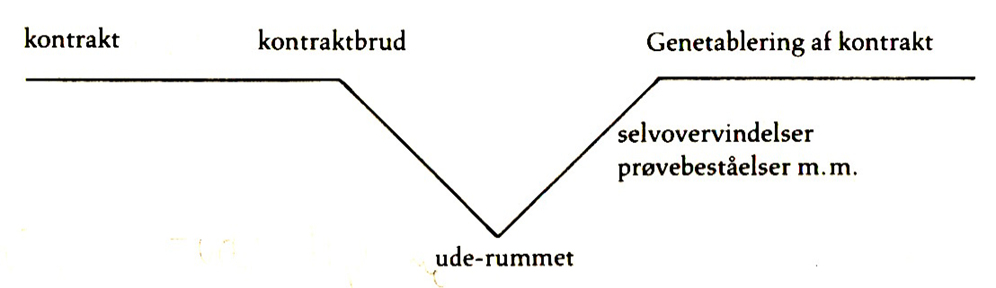 kontrakt
kontraktbrud
Genetablering af kontrakt
selvovervindelser
prøvebeståelser m.m.
ude-rummet